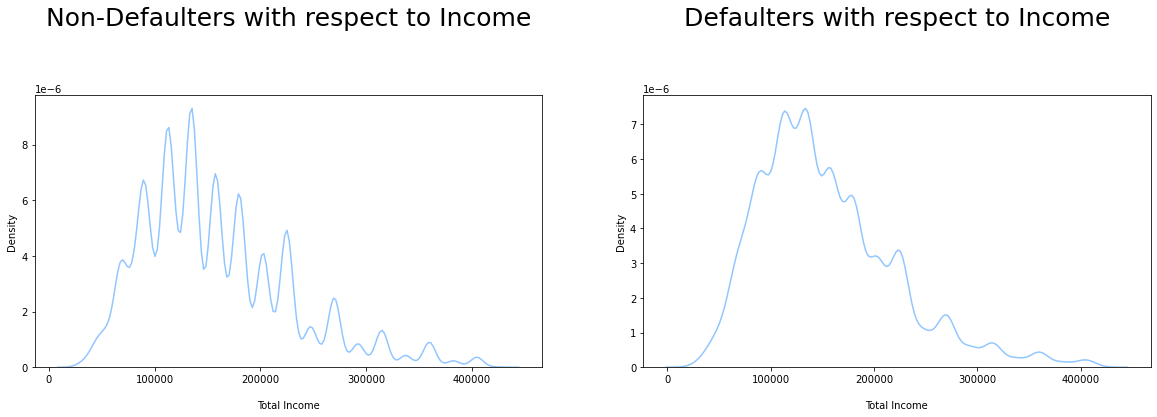 Non-Defaulters with respect to Income
1e−6
8
6
4
2
0
Density
0 100000 200000 300000 400000
Total Income
Defaulters with respect to Income
1e−6
7
6
5
4
3
2
1
0
Density
0 100000 200000 300000 400000
Total Income